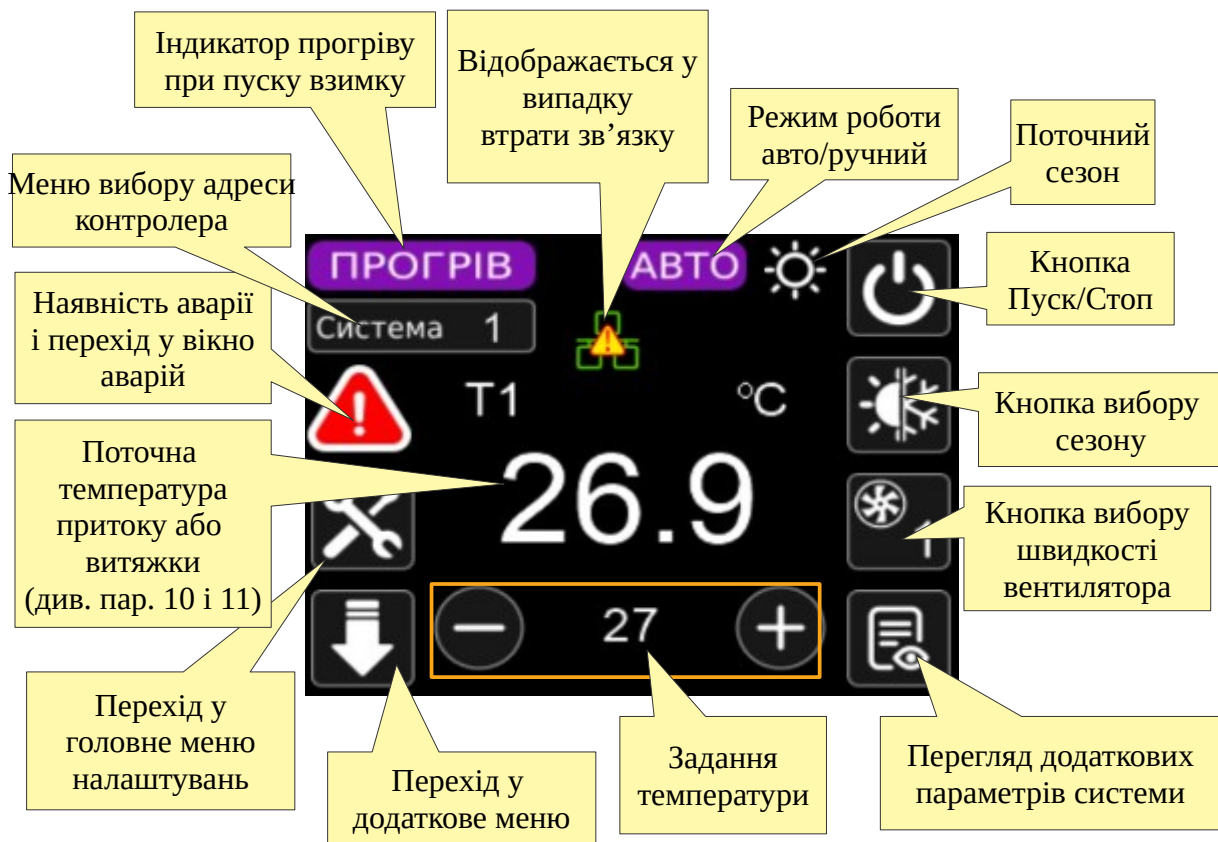 Індикатор прогріву
при пуску взимку
Відображається у
випадку
втрати зв’язку
Режим роботи
авто/ручний
Поточний
сезон
Меню вибору адреси
контролера
ПРОГРІВ
АВТО
Кнопка
Пуск/Стоп
Наявність аварії
і перехід у вікно
аварій
Система 1
T1
°C
Кнопка вибору
сезону
Поточна
температура
притоку або
витяжки
(див. пар. 10 і 11)
26.9
1
Кнопка вибору
швидкості
вентилятора
27
Перехід у
головне меню
налаштувань
Перехід у
додаткове меню
Задання
температури
Перегляд додаткових
параметрів системи